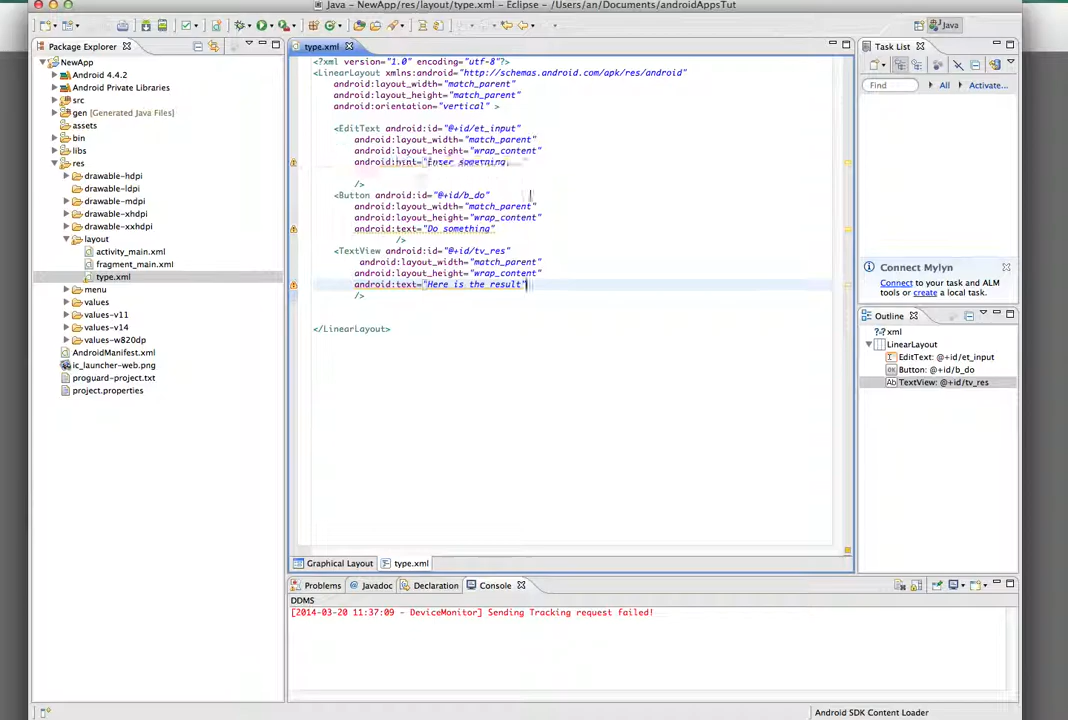 Java - NewApp/res/layout/type.xml - Eclipse - /Users/an/Documents/androidAppsTut
Java
Package Explorer
NewApp
Android 4.4.2
Android Private Libraries
src
gen [Generated Java Files]
assets
bin
libs
res
drawable-hdpi
drawable-ldpi
drawable-mdpi
drawable-xhdpi
drawable-xxhdpi
layout
activity_main.xml
fragment_main.xml
type.xml
menu
values
values-v11
values-v14
values-w820dp
AndroidManifest.xml
ic_launcher-web.png
proguard-project.txt
project.properties
type.xml
<?xml version="1.0" encoding="utf-8"?>
<LinearLayout xmlns:android="http://schemas.android.com/apk/res/android"
android:layout_width="match_parent"
android:layout_height="match_parent"
android:orientation="vertical" >
<EditText android:id="@+id/et_input"
android:layout_width="match_parent"
android:layout_height="wrap_content"
android:hint="Enter something
/>
<Button android:id="@+id/b_do"
android:layout_width="match_parent"
android:layout_height="wrap_content"
android:text="Do something"
/>
<TextView android:id="@+id/tv_res"
android:layout_width="match_parent"
android:layout_height="wrap_content"
android:text="Here is the result"
/>
</LinearLayout>
Graphical Layout
type.xml
Task List
Find
All
Activate...
Connect Mylyn
Connect to your task and ALM
tools or create a local task.
Outline
xml
LinearLayout
EditText: @+id/et_input
Button: @+id/b_do
TextView: @+id/tv_res
Problems
Javadoc
Declaration
Console
DDMS
[2014-03-20 11:37:09 - DeviceMonitor] Sending Tracking request failed!
Android SDK Content Loader